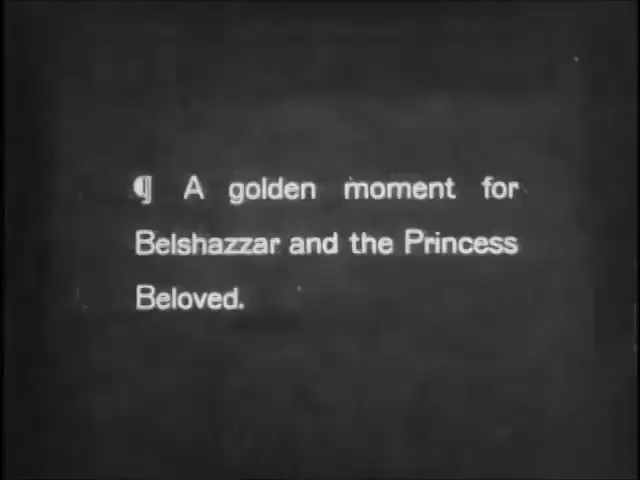 ¶ A golden moment for
Belshazzar and the Princess
Beloved.